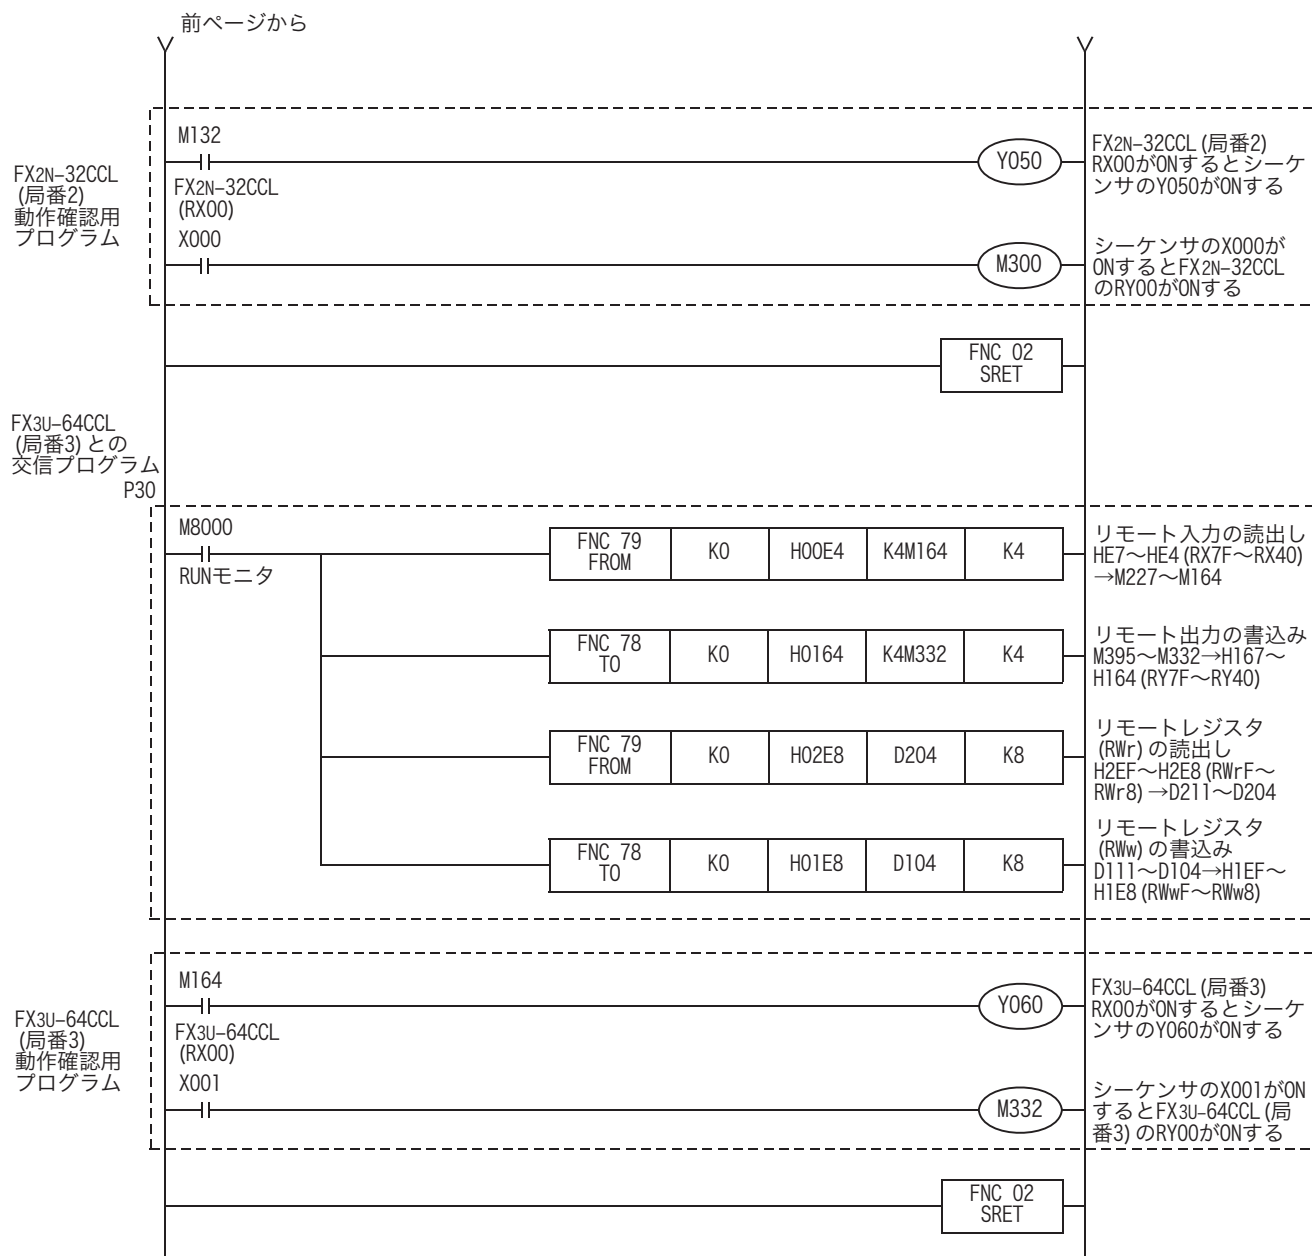 前ページから
M132
Y050
FX2N-32CCL (局番2)
RX00がONするとシーケ
ンサのY050がONする
FX2N-32CCL
(局番2)
動作確認用
プログラム
FX2N-32CCL
(RX00)
X000
M300
シーケンサのX000が
ONするとFX2N-32CCL
のRY00がONする
FNC 02
SRET
FX3U-64CCL
(局番3) との
交信プログラム
P30
M8000
RUNモニタ
FNC 79
FROM
K0
H00E4
K4M164
K4
リモート入力の読出し
HE7～HE4 (RX7F～RX40)
→M227～M164
FNC 78
TO
K0
H0164
K4M332
K4
リモート出力の書込み
M395～M332→H167～
H164 (RY7F～RY40)
FNC 79
FROM
K0
H02E8
D204
K8
リモートレジスタ
(RWr) の読出し
H2EF～H2E8 (RWrF～
RWr8) →D211～D204
FNC 78
TO
K0
H01E8
D104
K8
リモートレジスタ
(RWw) の書込み
D111～D104→H1EF～
H1E8 (RWwF～RWw8)
M164
Y060
FX3U-64CCL (局番3)
RX00がONするとシーケ
ンサのY060がONする
FX3U-64CCL
(局番3)
動作確認用
プログラム
FX3U-64CCL
(RX00)
X001
M332
シーケンサのX001がON
するとFX3U-64CCL (局
番3) のRY00がONする
FNC 02
SRET